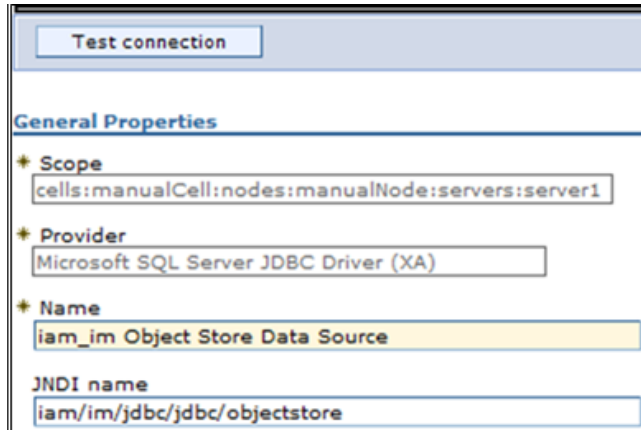 Test connection
General Properties
Scope
cells:manualCell:nodes:manualNode:servers:server1
Provider
Microsoft SQL Server JDBC Driver (XA)
Name
iam_im Object Store Data Source
JNDI name
iam/im/jdbc/jdbc/objectstore